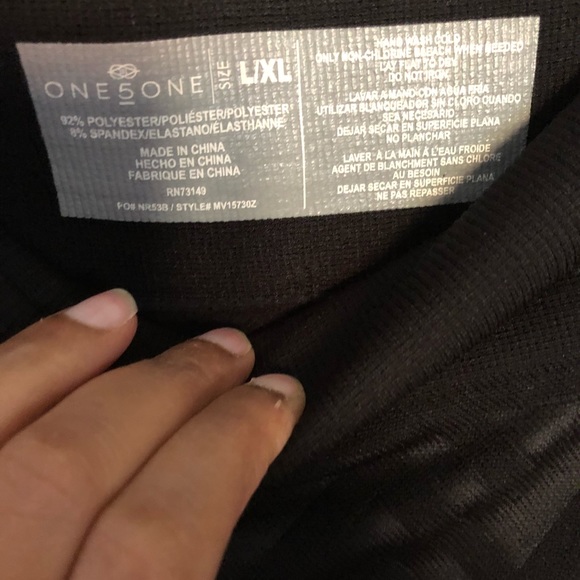 ONE5ONE
SIZE L/XL
92% POLYESTER/POLIÉSTER/POLYESTER
8% SPANDEX/ELASTANO/ÉLASTHANNE
MADE IN CHINA
HECHO EN CHINA
FABRIQUE EN CHINA
RN73149
PO# NR53B / STYLE# MV15730Z
HAND WASH COLD
ONLY NON-CHLORINE BLEACH WHEN NEEDED
LAY FLAT TO DRY
DO NOT IRON
LAVAR A MANO CON AGUA FRIA
UTILIZAR BLANQUEADOR SIN CLORO QUANDO
SEA NECESARIO
DEJAR SECAR EN SUPERFICIE PLANA
NO PLANCHAR
LAVER À LA MAIN À L'EAU FROIDE
AGENT DE BLANCHMENT SANS CHLORE
AU BESOIN
DEJAR SECAR EN SUPERFICIE PLANA
NE PAS REPASSER